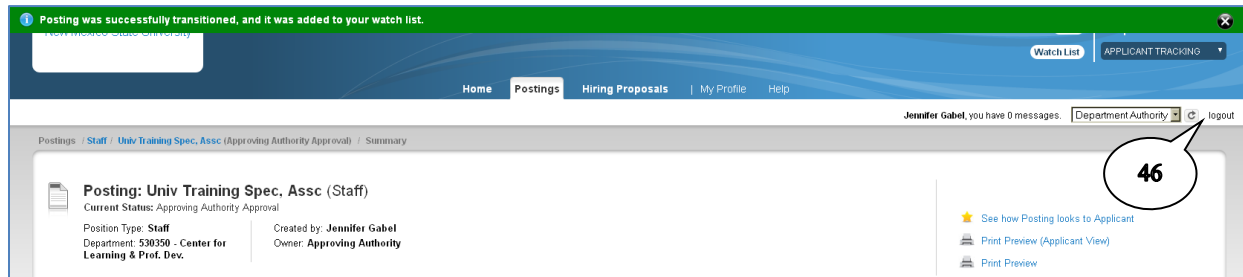 Posting was successfully transitioned, and it was added to your watch list.
New Mexico State University
Watch List
APPLICANT TRACKING
Home Postings Hiring Proposals | My Profile Help
Jennifer Gabel, you have 0 messages. Department Authority logout
Postings / Staff / Univ Training Spec, Assc (Approving Authority Approval) / Summary
46
Posting: Univ Training Spec, Assc (Staff)
Current Status: Approving Authority Approval
Position Type: Staff
Department: 530350 - Center for
Learning & Prof. Dev.
Created by: Jennifer Gabel
Owner: Approving Authority
See how Posting looks to Applicant
Print Preview (Applicant View)
Print Preview